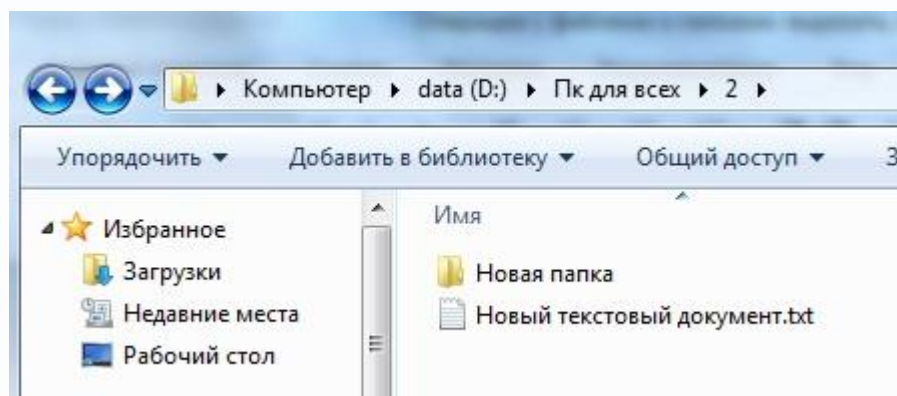 Компьютер ▸ data (D:) ▸ Пк для всех ▸ 2 ▸
Упорядочить ▾ Добавить в библиотеку ▾ Общий доступ ▾
Избранное
Загрузки
Недавние места
Рабочий стол
Имя
Новая папка
Новый текстовый документ.txt